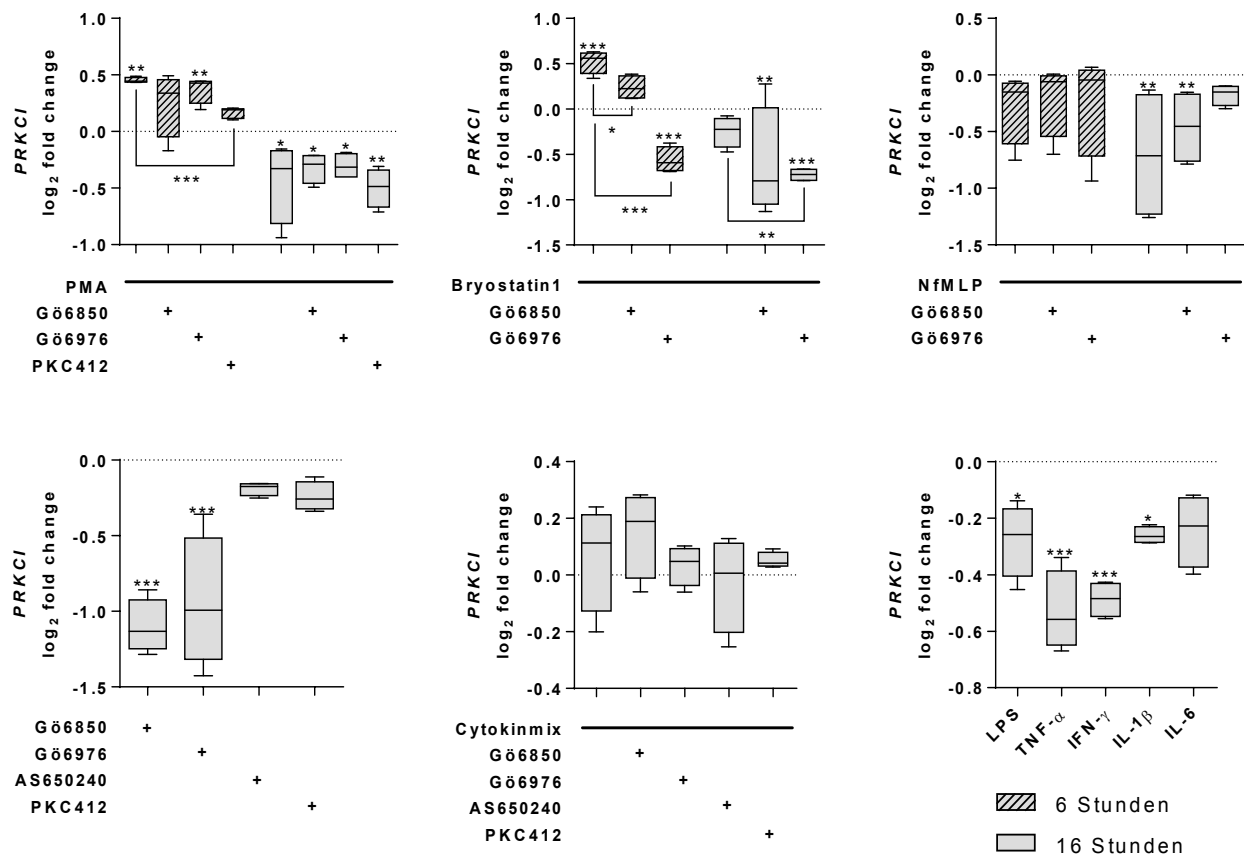 PRKCI
log2 fold change
1.0
0.5
0.0
-0.5
-1.0
** ** * * * **
***
PMA
Gö6850 + +
Gö6976 + +
PKC412 + +
PRKCI
log2 fold change
1.0
0.5
0.0
-0.5
-1.0
-1.5
*** ** *** ***
*
***
**
Bryostatin1
Gö6850 + +
Gö6976 + +
PRKCI
log2 fold change
0.5
0.0
-0.5
-1.0
-1.5
** **
NfMLP
Gö6850 + +
Gö6976 + +
PRKCI
log2 fold change
0.0
-0.5
-1.0
-1.5
*** ***
Gö6850 +
Gö6976 +
AS650240 +
PKC412 +
PRKCI
log2 fold change
0.4
0.2
0.0
-0.2
-0.4
Cytokinmix
Gö6850 +
Gö6976 +
AS650240 +
PKC412 +
PRKCI
log2 fold change
0.0
-0.2
-0.4
-0.6
-0.8
* *** *** *
LPS
TNF-α
IFN-γ
IL-1β
IL-6
6 Stunden
16 Stunden